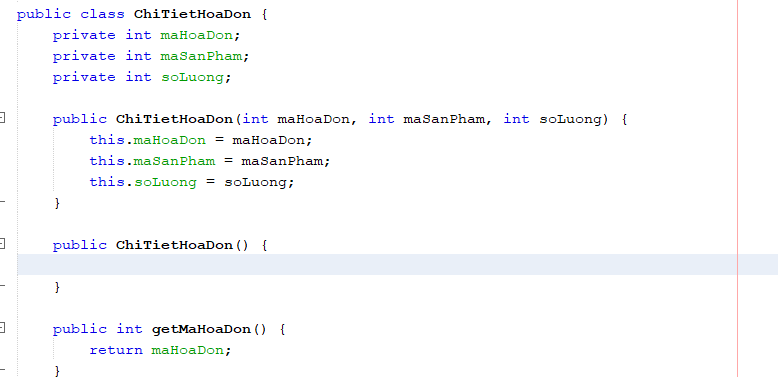 public class ChiTietHoaDon {
    private int maHoaDon;
    private int maSanPham;
    private int soLuong;

    public ChiTietHoaDon(int maHoaDon, int maSanPham, int soLuong) {
        this.maHoaDon = maHoaDon;
        this.maSanPham = maSanPham;
        this.soLuong = soLuong;
    }

    public ChiTietHoaDon() {

    }

    public int getMaHoaDon() {
        return maHoaDon;
    }